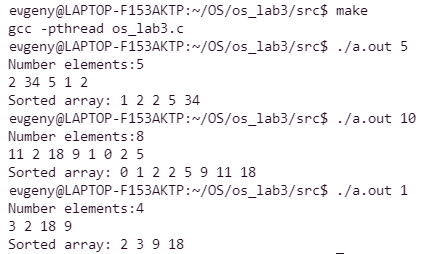 evgeny@LAPTOP-F153AKTP:~/OS/os_lab3/src$ make
gcc -pthread os_lab3.c
evgeny@LAPTOP-F153AKTP:~/OS/os_lab3/src$ ./a.out 5
Number elements:5
2 34 5 1 2
Sorted array: 1 2 2 5 34
evgeny@LAPTOP-F153AKTP:~/OS/os_lab3/src$ ./a.out 10
Number elements:8
11 2 18 9 1 0 2 5
Sorted array: 0 1 2 2 5 9 11 18
evgeny@LAPTOP-F153AKTP:~/OS/os_lab3/src$ ./a.out 1
Number elements:4
3 2 18 9
Sorted array: 2 3 9 18